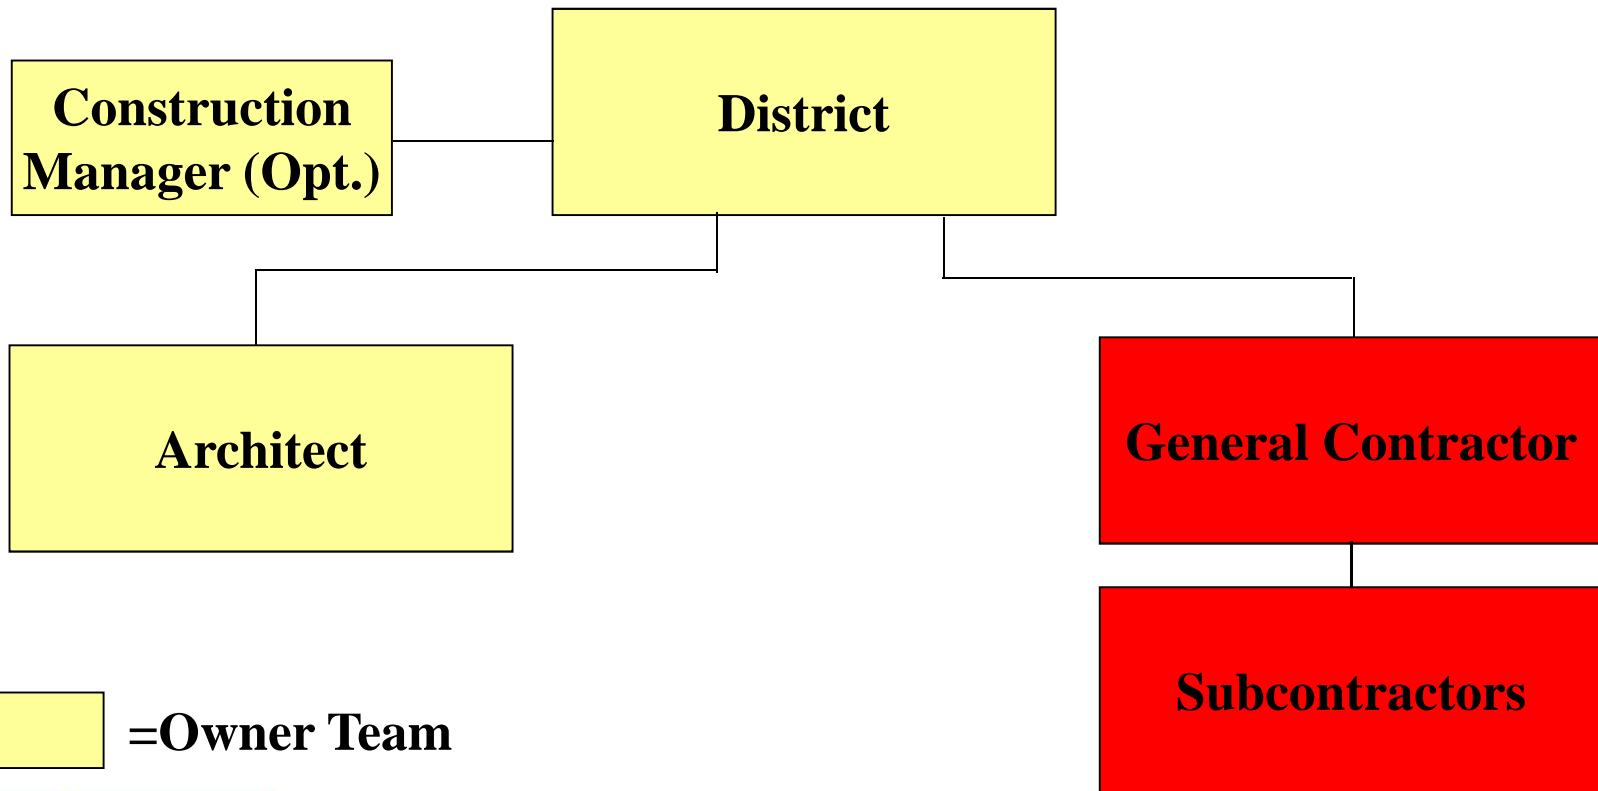 District
Construction
Manager (Opt.)
Architect
General Contractor
Subcontractors
=Owner Team